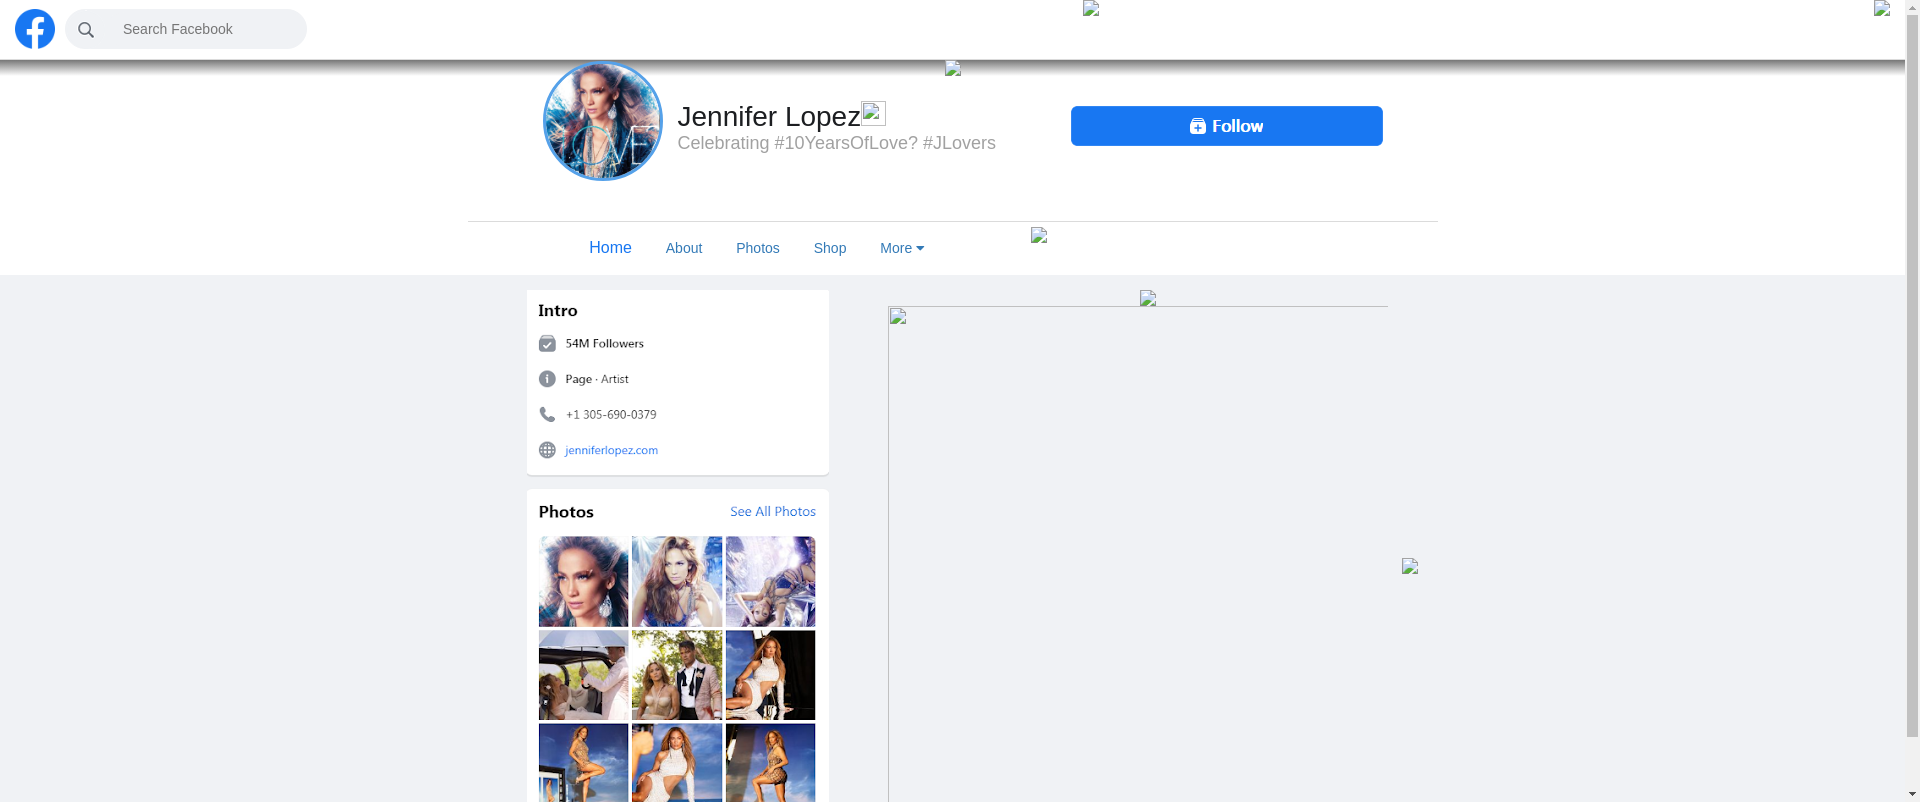 Search Facebook
Jennifer Lopez
Celebrating #10YearsOfLove? #JLovers
Follow
Home
About
Photos
Shop
More
Intro
54M Followers
Page · Artist
+1 305-690-0379
jenniferlopez.com
Photos
See All Photos